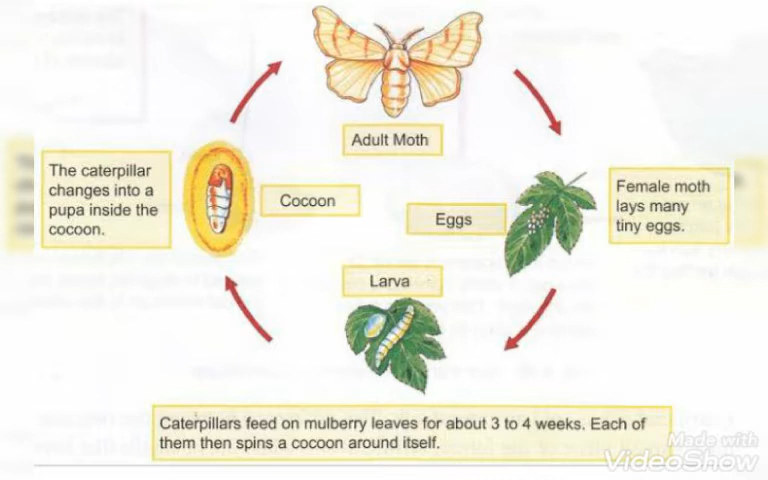 Adult Moth
The caterpillar
changes into a
pupa inside the
cocoon.
Cocoon
Eggs
Female moth
lays many
tiny eggs.
Larva
Caterpillars feed on mulberry leaves for about 3 to 4 weeks. Each of
them then spins a cocoon around itself.
Made with
VideoShow